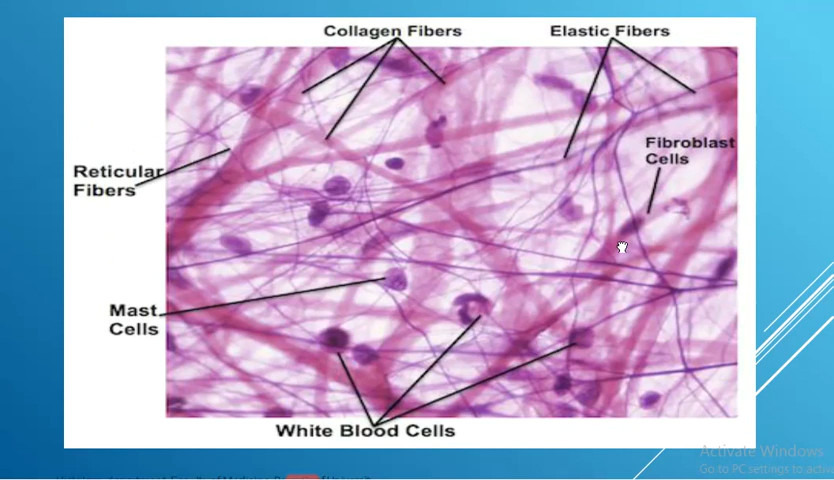 Collagen Fibers
Elastic Fibers
Fibroblast
Cells
Reticular
Fibers
Mast
Cells
White Blood Cells
Activate Windows
Go to PC settings to activ